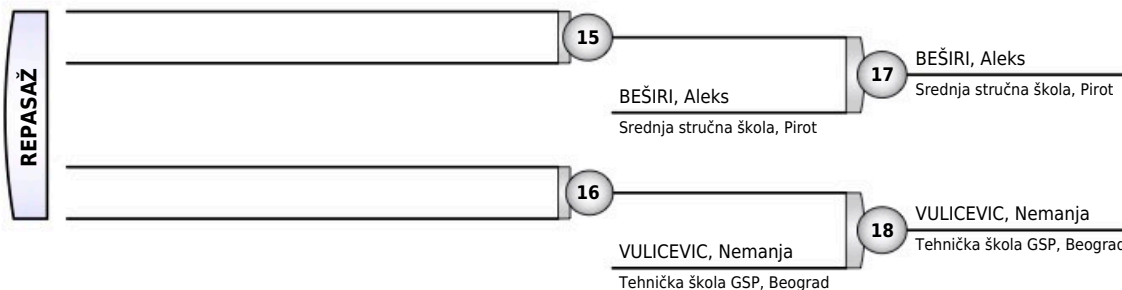 REPASAŽ
15
BEŠIRI, Aleks
Srednja stručna škola, Pirot
17
BEŠIRI, Aleks
Srednja stručna škola, Pirot
16
VULICEVIC, Nemanja
Tehnička škola GSP, Beograd
18
VULICEVIC, Nemanja
Tehnička škola GSP, Beograd